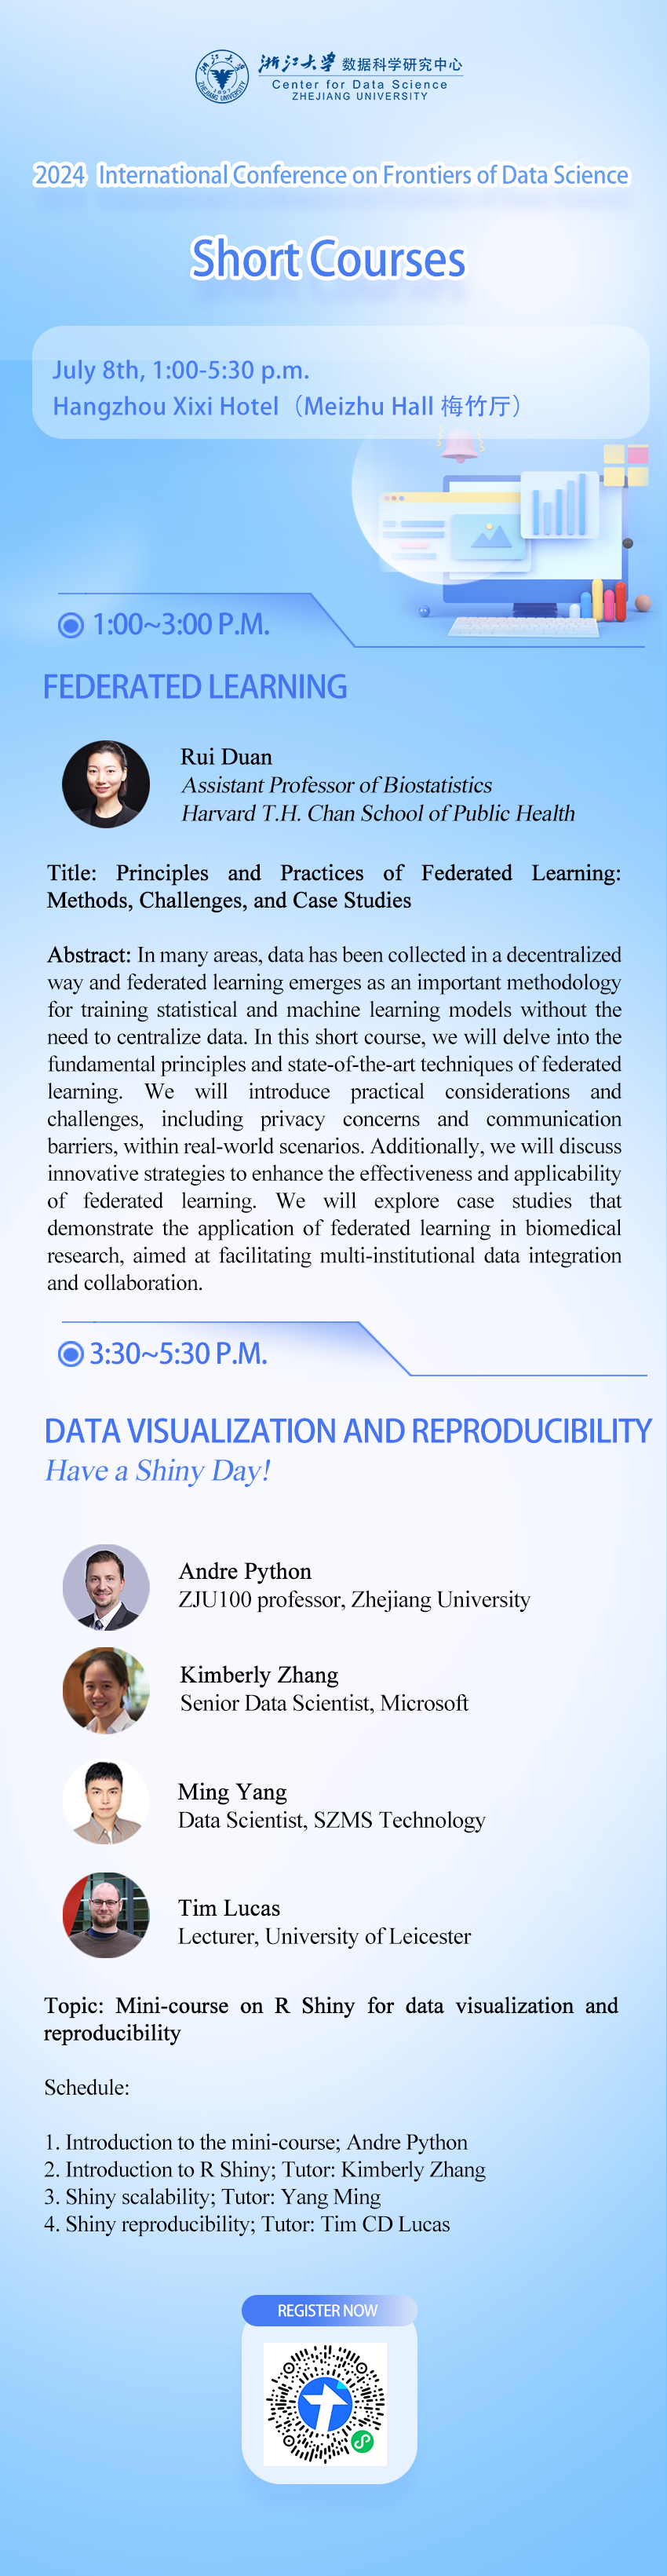 浙江大学 数据科学研究中心
Center for Data Science
ZHEJIANG UNIVERSITY
ZHEJIANG UNIVERSITY
1897
2024 International Conference on Frontiers of Data Science
Short Courses
July 8th, 1:00-5:30 p.m.
Hangzhou Xixi Hotel（Meizhu Hall 梅竹厅）
1:00~3:00 P.M.
FEDERATED LEARNING
Rui Duan
Assistant Professor of Biostatistics
Harvard T.H. Chan School of Public Health
Title: Principles and Practices of Federated Learning:
Methods, Challenges, and Case Studies
Abstract: In many areas, data has been collected in a decentralized
way and federated learning emerges as an important methodology
for training statistical and machine learning models without the
need to centralize data. In this short course, we will delve into the
fundamental principles and state-of-the-art techniques of federated
learning. We will introduce practical considerations and
challenges, including privacy concerns and communication
barriers, within real-world scenarios. Additionally, we will discuss
innovative strategies to enhance the effectiveness and applicability
of federated learning. We will explore case studies that
demonstrate the application of federated learning in biomedical
research, aimed at facilitating multi-institutional data integration
and collaboration.
3:30~5:30 P.M.
DATA VISUALIZATION AND REPRODUCIBILITY
Have a Shiny Day!
Andre Python
ZJU100 professor, Zhejiang University
Kimberly Zhang
Senior Data Scientist, Microsoft
Ming Yang
Data Scientist, SZMS Technology
Tim Lucas
Lecturer, University of Leicester
Topic: Mini-course on R Shiny for data visualization and
reproducibility
Schedule:
1. Introduction to the mini-course; Andre Python
2. Introduction to R Shiny; Tutor: Kimberly Zhang
3. Shiny scalability; Tutor: Yang Ming
4. Shiny reproducibility; Tutor: Tim CD Lucas
REGISTER NOW